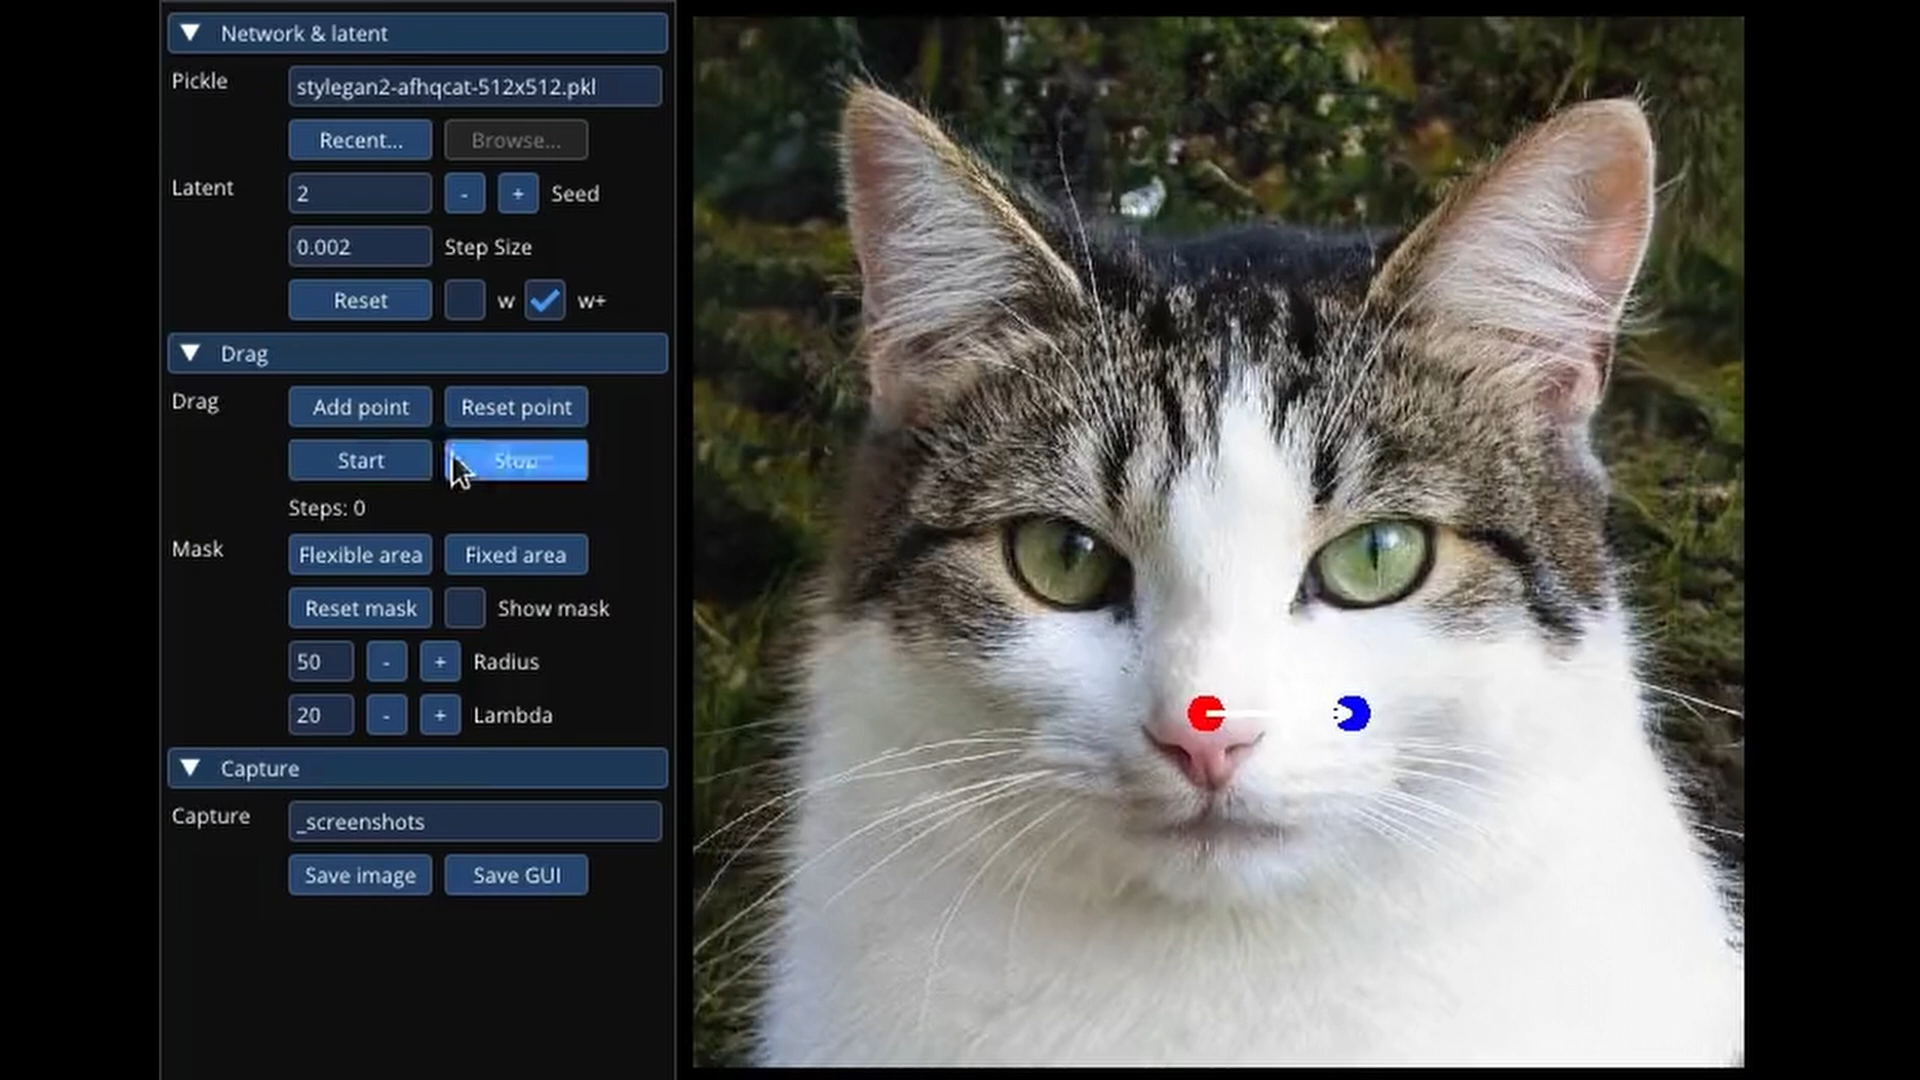 Network & latent
Pickle stylegan2-afhqcat-512x512.pkl
Recent... Browse...
Latent 2 - + Seed
0.002 Step Size
Reset w w+
Drag
Drag Add point Reset point
Start Stop
Steps: 0
Mask Flexible area Fixed area
Reset mask Show mask
50 - + Radius
20 - + Lambda
Capture
Capture _screenshots
Save image Save GUI